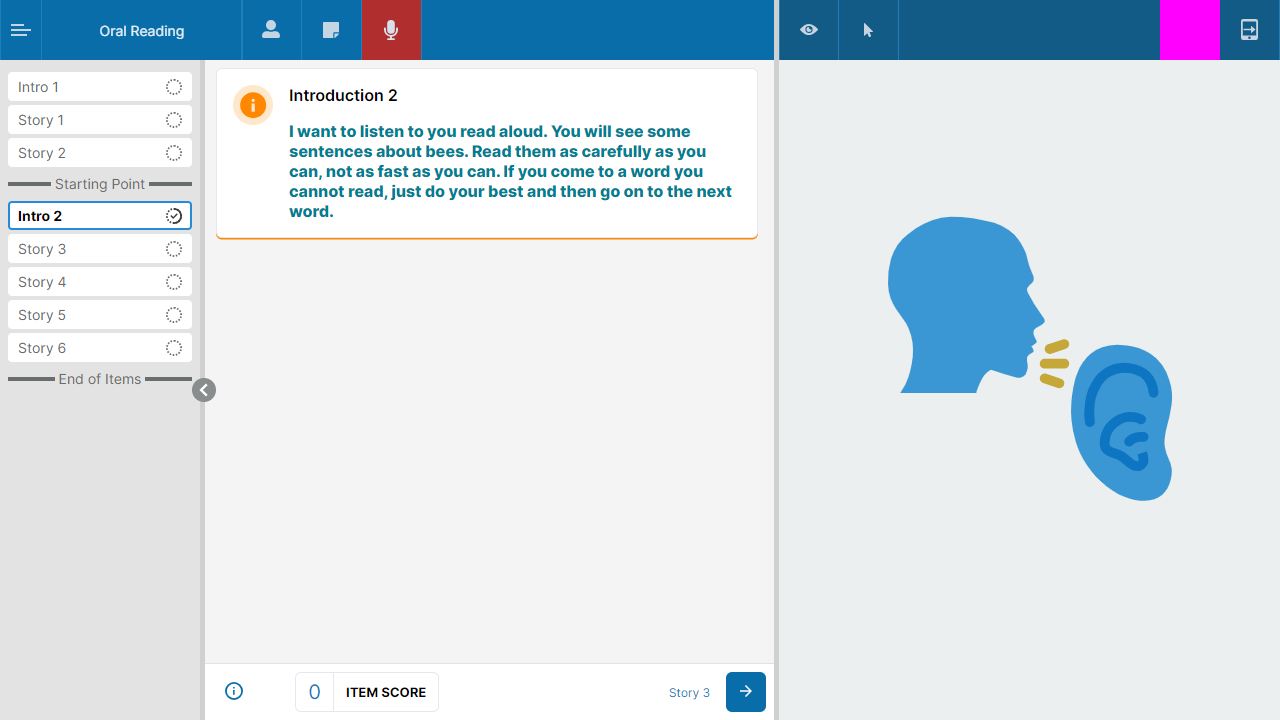 Oral Reading
Intro 1
Story 1
Story 2
Starting Point
Intro 2
Story 3
Story 4
Story 5
Story 6
End of Items
Introduction 2
I want to listen to you read aloud. You will see some
sentences about bees. Read them as carefully as you
can, not as fast as you can. If you come to a word you
cannot read, just do your best and then go on to the next
word.
0 ITEM SCORE
Story 3